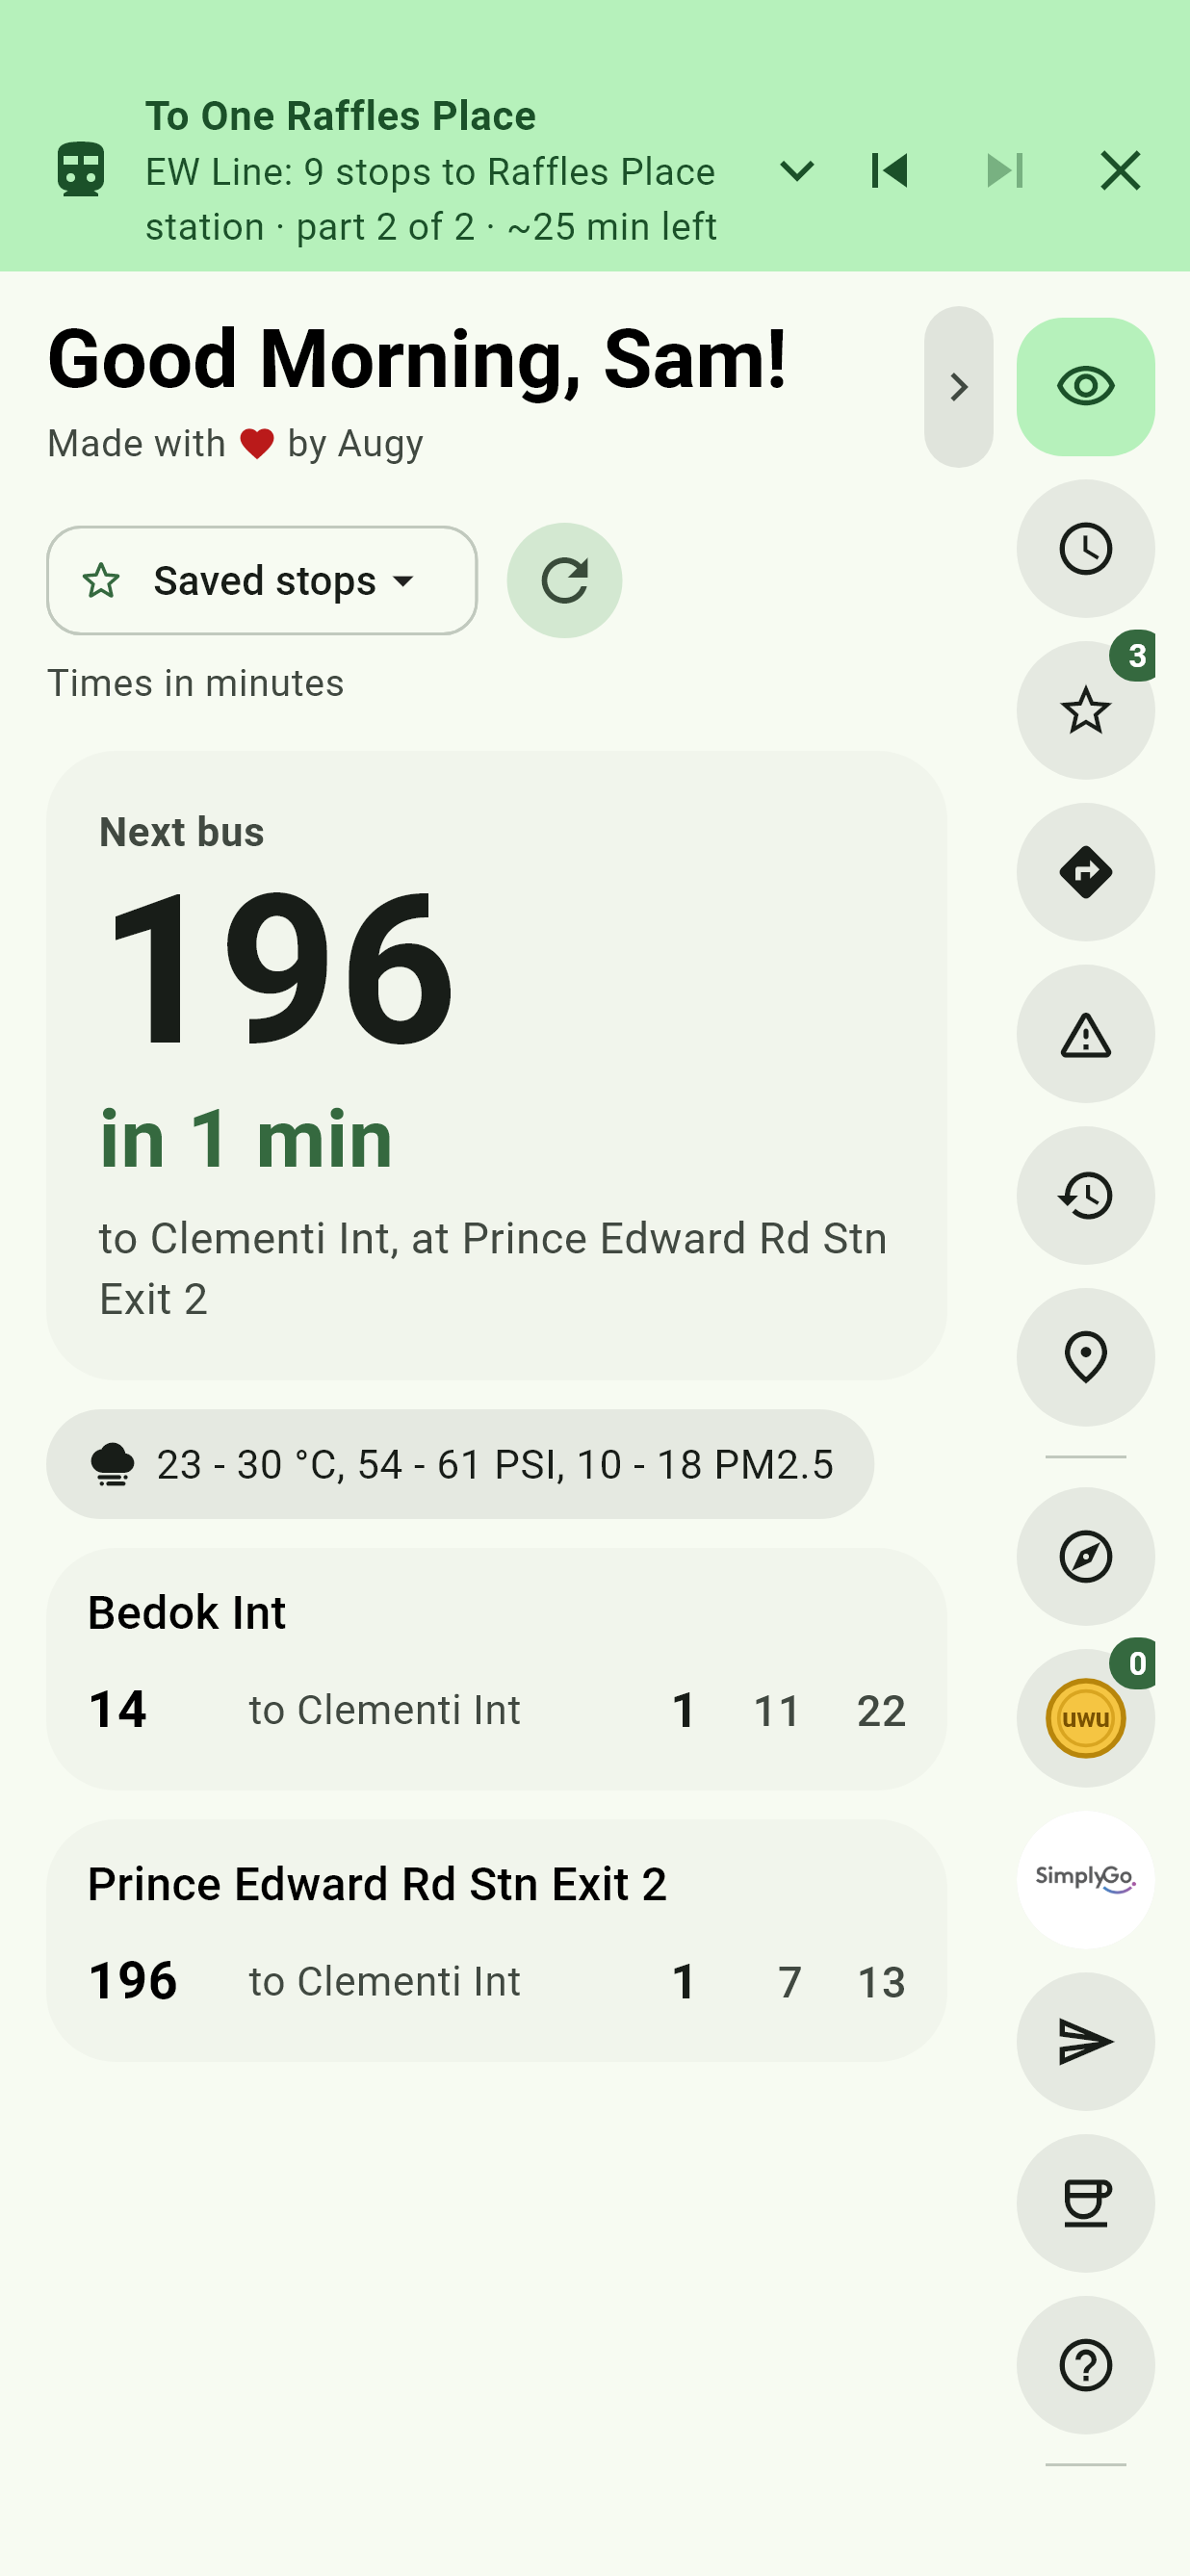 To One Raffles Place
EW Line: 9 stops to Raffles Place
station · part 2 of 2 · ~25 min left
Good Morning, Sam!
Made with ❤ by Augy
Saved stops
Times in minutes
3
Next bus
196
in 1 min
to Clementi Int, at Prince Edward Rd Stn
Exit 2
23 - 30 °C, 54 - 61 PSI, 10 - 18 PM2.5
Bedok Int
14 to Clementi Int 1 11 22
0
uwu
Prince Edward Rd Stn Exit 2
SimplyGo
196 to Clementi Int 1 7 13